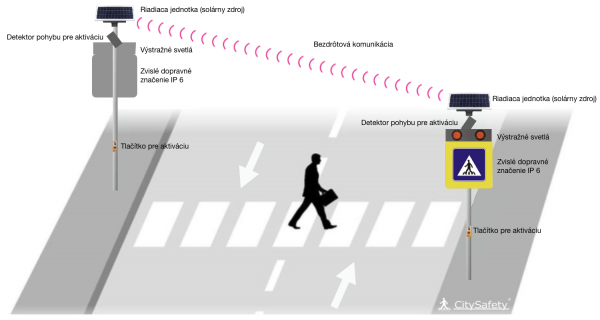 Riadiaca jednotka (solárny zdroj)
Detektor pohybu pre aktiváciu
Výstražné svetlá
Zvislé dopravné
značenie IP 6
Tlačítko pre aktiváciu
Bezdrôtová komunikácia
Riadiaca jednotka (solárny zdroj)
Detektor pohybu pre aktiváciu
Výstražné svetlá
Zvislé dopravné
značenie IP 6
Tlačítko pre aktiváciu
CitySafety